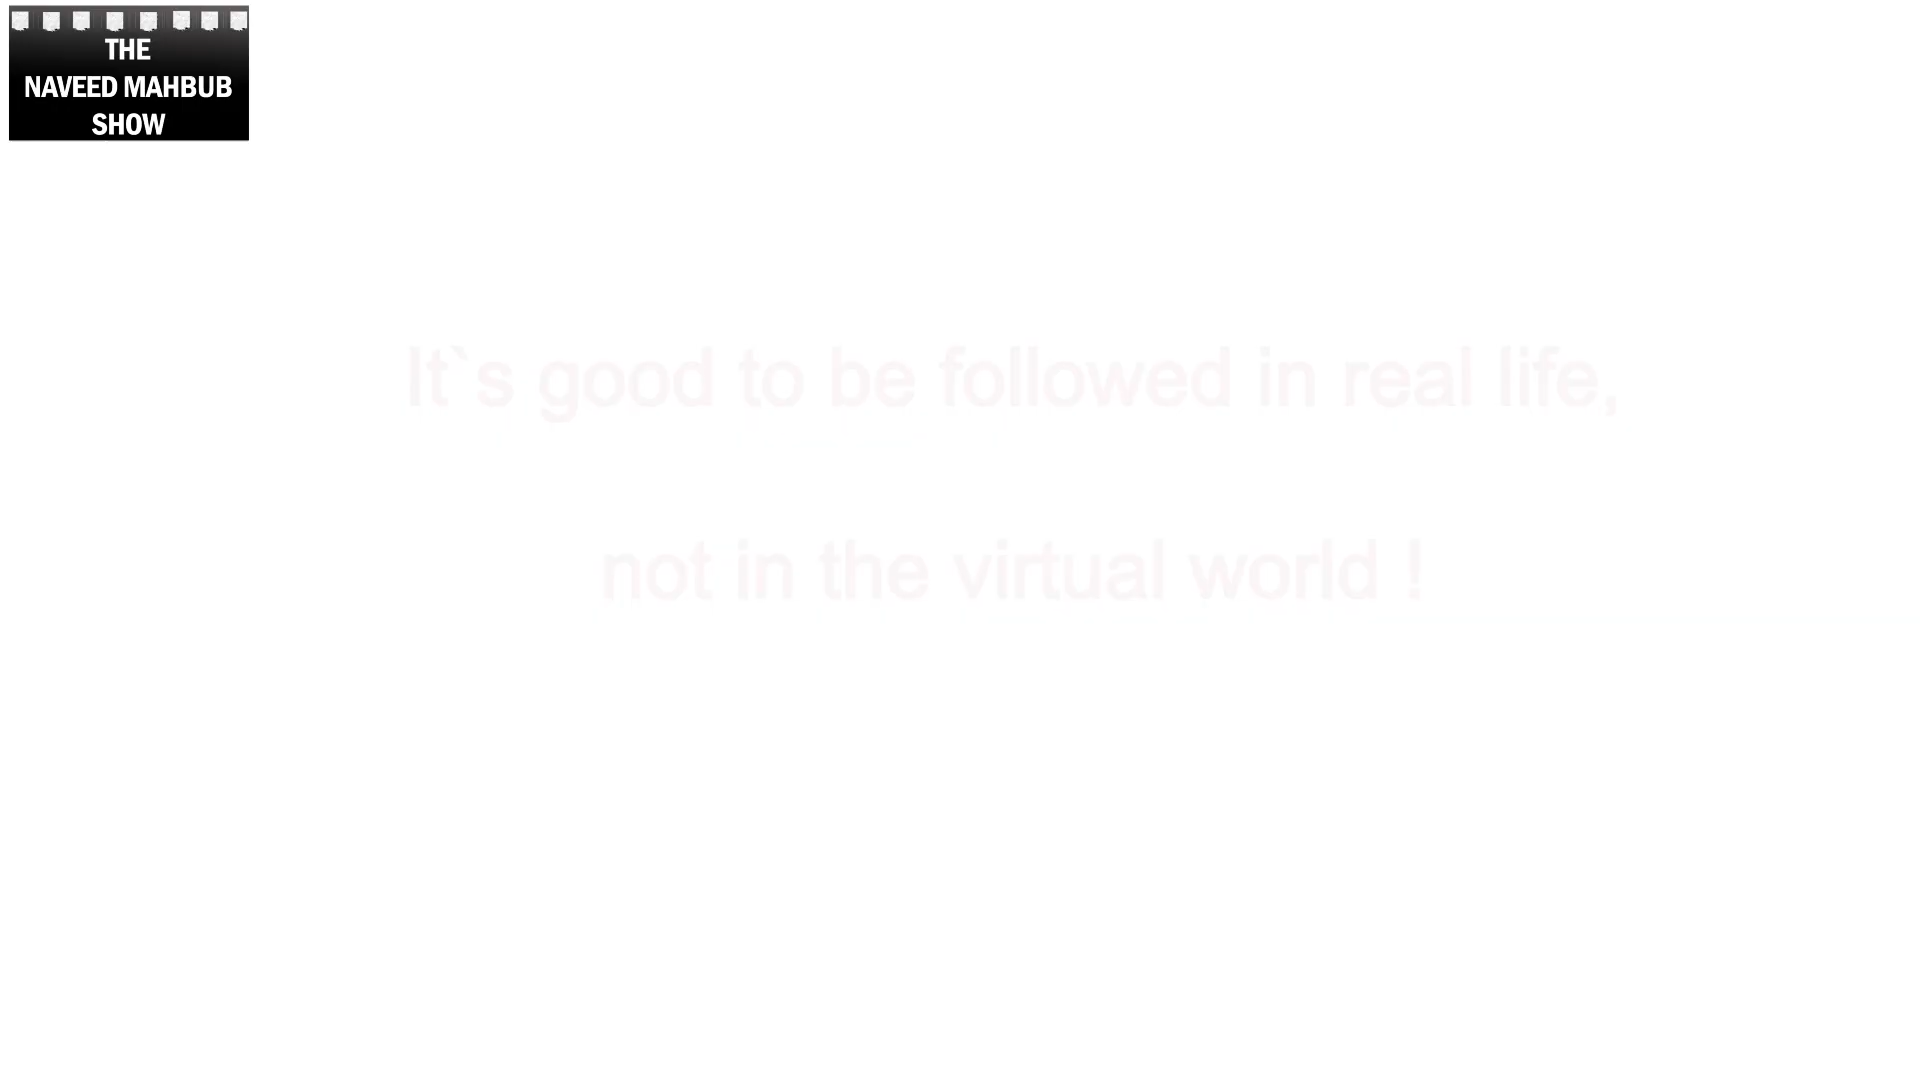 THE
NAVEED MAHBUB
SHOW
It`s good to be followed in real life,
not in the virtual world !